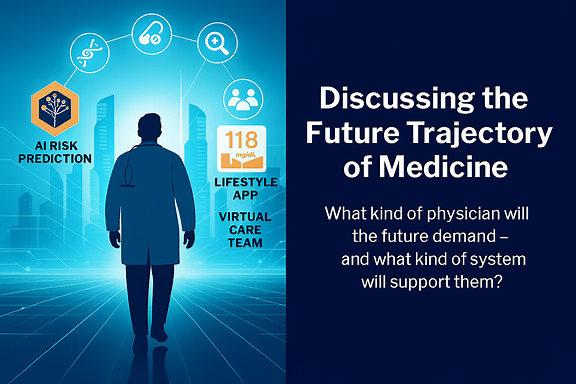 AI RISK
PREDICTION
118
mg/dL
LIFESTYLE
APP
VIRTUAL
CARE
TEAM
Discussing the
Future Trajectory
of Medicine
What kind of physician will
the future demand –
and what kind of system
will support them?